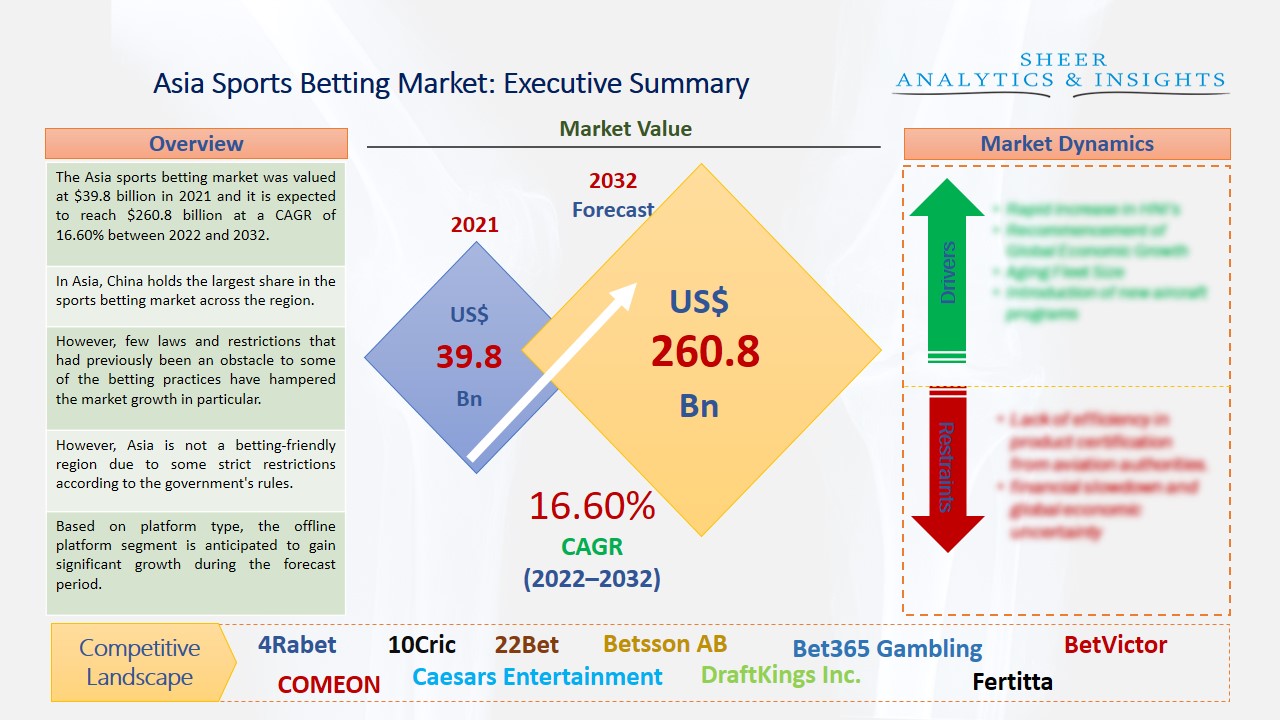 Asia Sports Betting Market: Executive Summary
SHEER
ANALYTICS & INSIGHTS
Overview
The Asia sports betting market was valued
at $39.8 billion in 2021 and it is expected
to reach $260.8 billion at a CAGR of
16.60% between 2022 and 2032.
In Asia, China holds the largest share in the
sports betting market across the region.
However, few laws and restrictions that
had previously been an obstacle to some
of the betting practices have hampered
the market growth in particular.
However, Asia is not a betting-friendly
region due to some strict restrictions
according to the government's rules.
Based on platform type, the offline
platform segment is anticipated to gain
significant growth during the forecast
period.
Market Value
2021
US$
39.8
Bn
2032
Forecast
US$
260.8
Bn
16.60%
CAGR
(2022–2032)
Market Dynamics
Drivers
Restraints
Competitive
Landscape
4Rabet
10Cric
22Bet
Betsson AB
Bet365 Gambling
BetVictor
COMEON
Caesars Entertainment
DraftKings Inc.
Fertitta